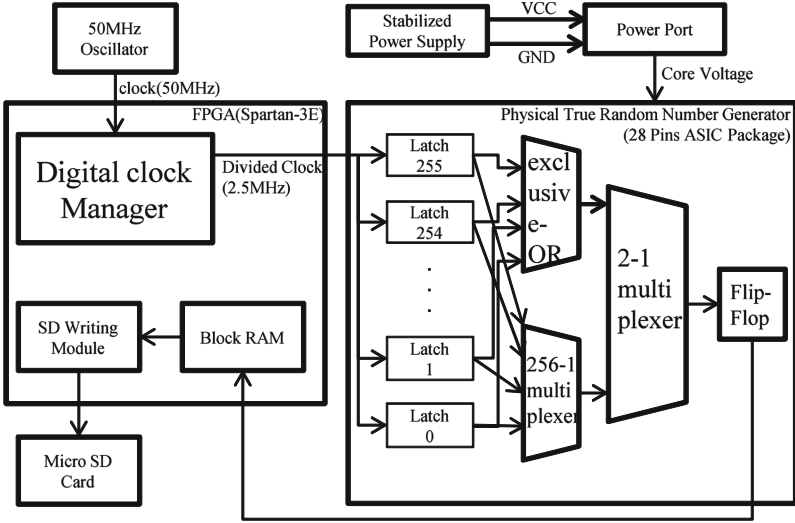 50MHz
Oscillator
Stabilized
Power Supply
VCC
GND
Power Port
clock(50MHz)
Core Voltage
FPGA(Spartan-3E)
Physical True Random Number Generator
(28 Pins ASIC Package)
Digital clock
Manager
Divided Clock
(2.5MHz)
Latch
255
Latch
254
.
.
.
Latch
1
Latch
0
excl
usiv
e-
OR
256-1
multi
plexer
2-1
multi
plexer
Flip-
Flop
SD Writing
Module
Block RAM
Micro SD
Card